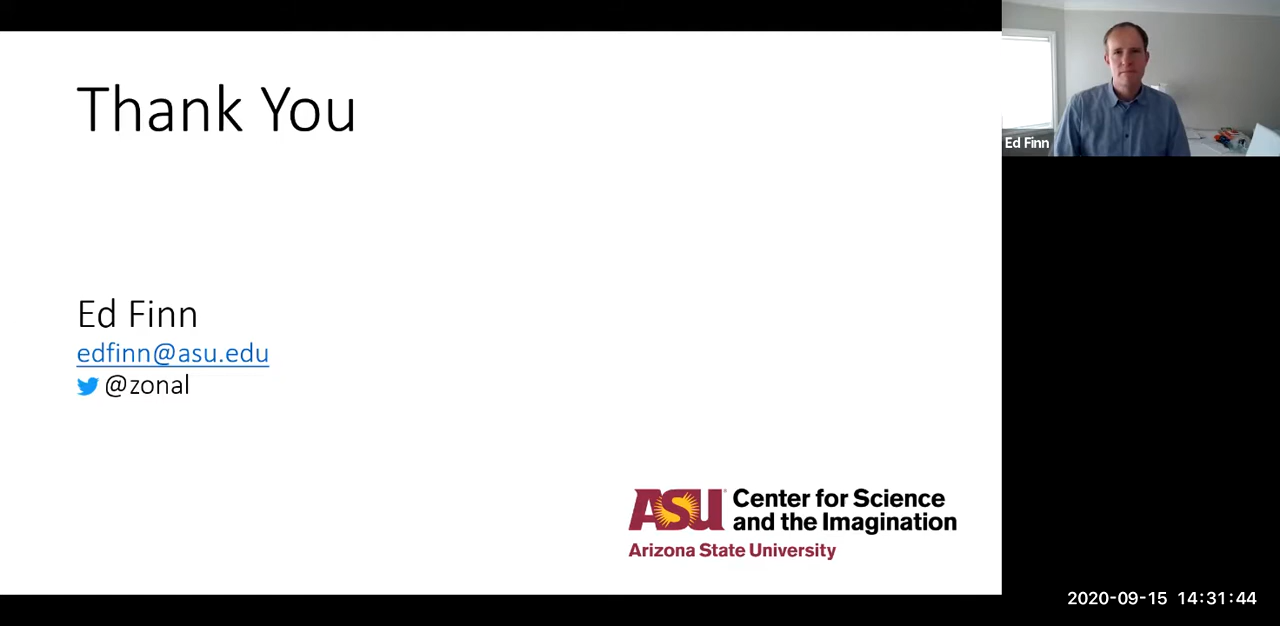 Thank You
Ed Finn
Ed Finn
edfinn@asu.edu
@zonal
ASU Center for Science
and the Imagination
Arizona State University
2020-09-15 14:31:44